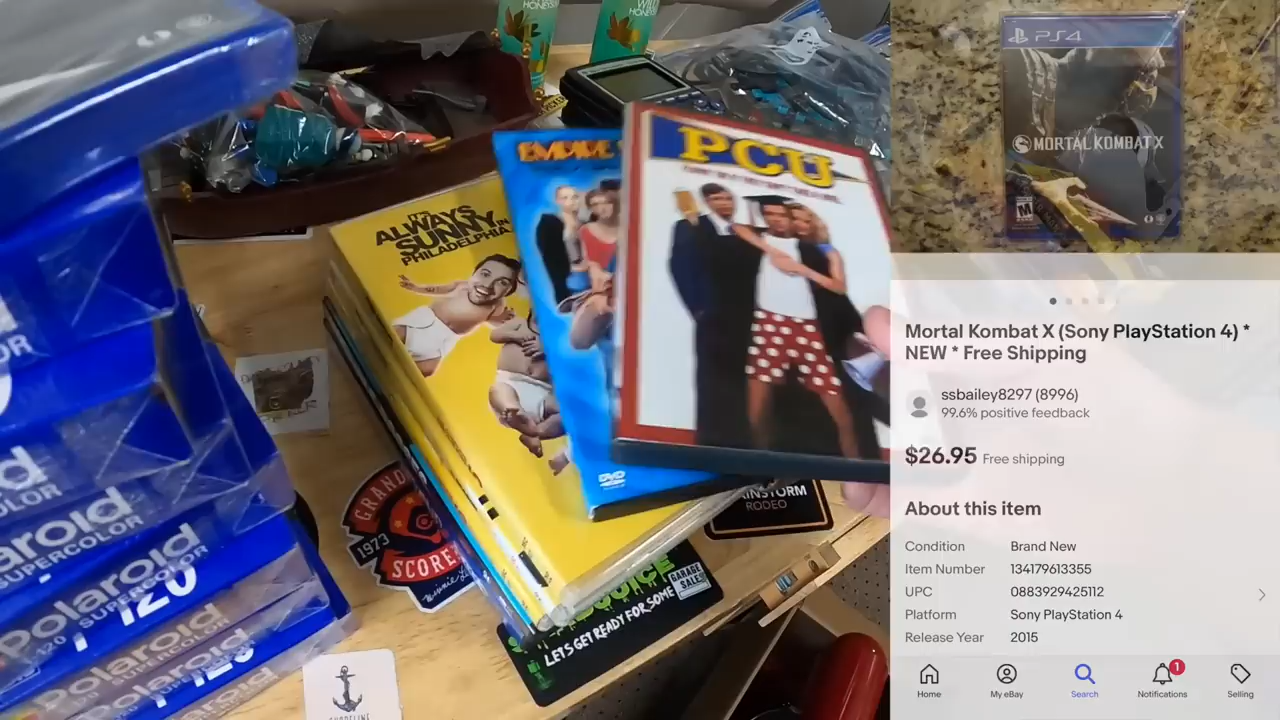 IT'S
ALWAYS
SUNNY IN
PHILADELPHIA
EMPIRE
PCU
DVD
GRAND
1973
SCORE
RODEO
GARAGE
SALE
LETS GET READY FOR SOME
Polaroid
SUPERCOLOR
120
Polaroid
SUPERCOLOR
Polaroid
PS4
MORTAL KOMBAT X
M
Mortal Kombat X (Sony PlayStation 4) *
NEW * Free Shipping
ssbailey8297 (8996)
99.6% positive feedback
$26.95 Free shipping
About this item
Condition Brand New
Item Number 134179613355
UPC 0883929425112
Platform Sony PlayStation 4
Release Year 2015
Home
My eBay
Search
1
Notifications
Selling